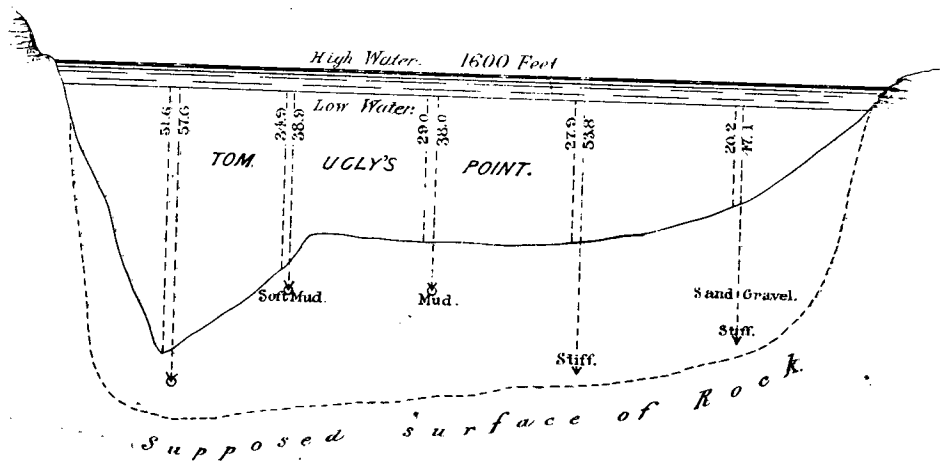 High Water. 1600 Feet
Low Water.
51.6 57.6
34.9 38.9
29.0 38.0
27.9 53.8
20.2 47.1
TOM. UGLY'S POINT.
Soft Mud.
Mud.
Sand Gravel.
Stiff.
Stiff.
Supposed surface of Rock.